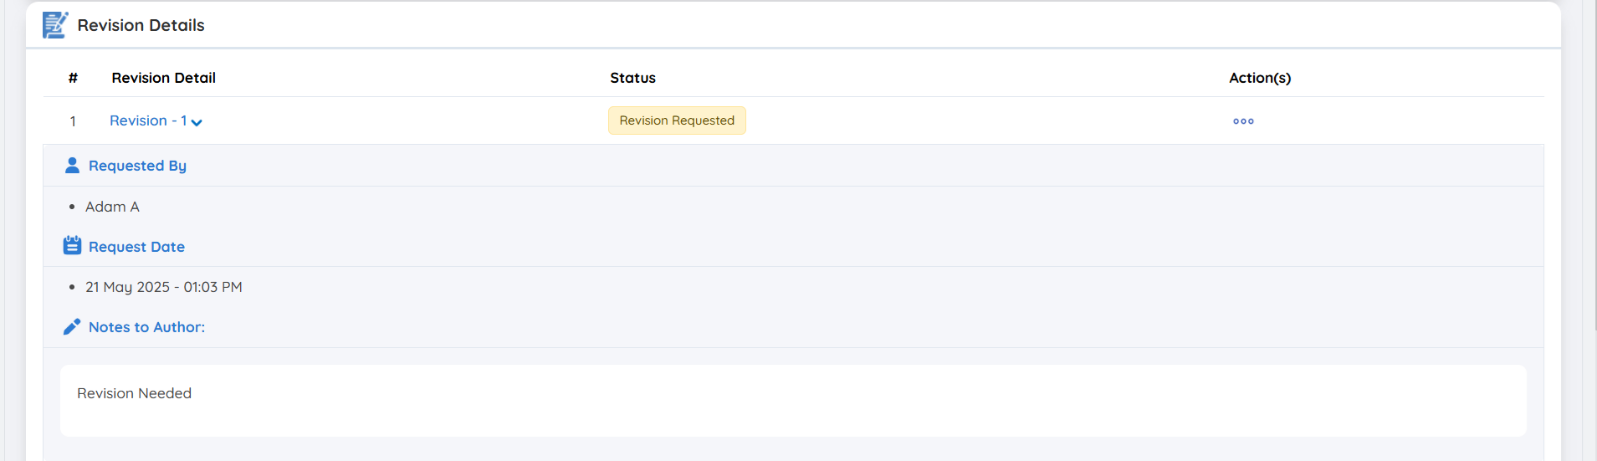 Revision Details
# Revision Detail Status Action(s)
1 Revision - 1 Revision Requested
Requested By
• Adam A
Request Date
• 21 May 2025 - 01:03 PM
Notes to Author:
Revision Needed